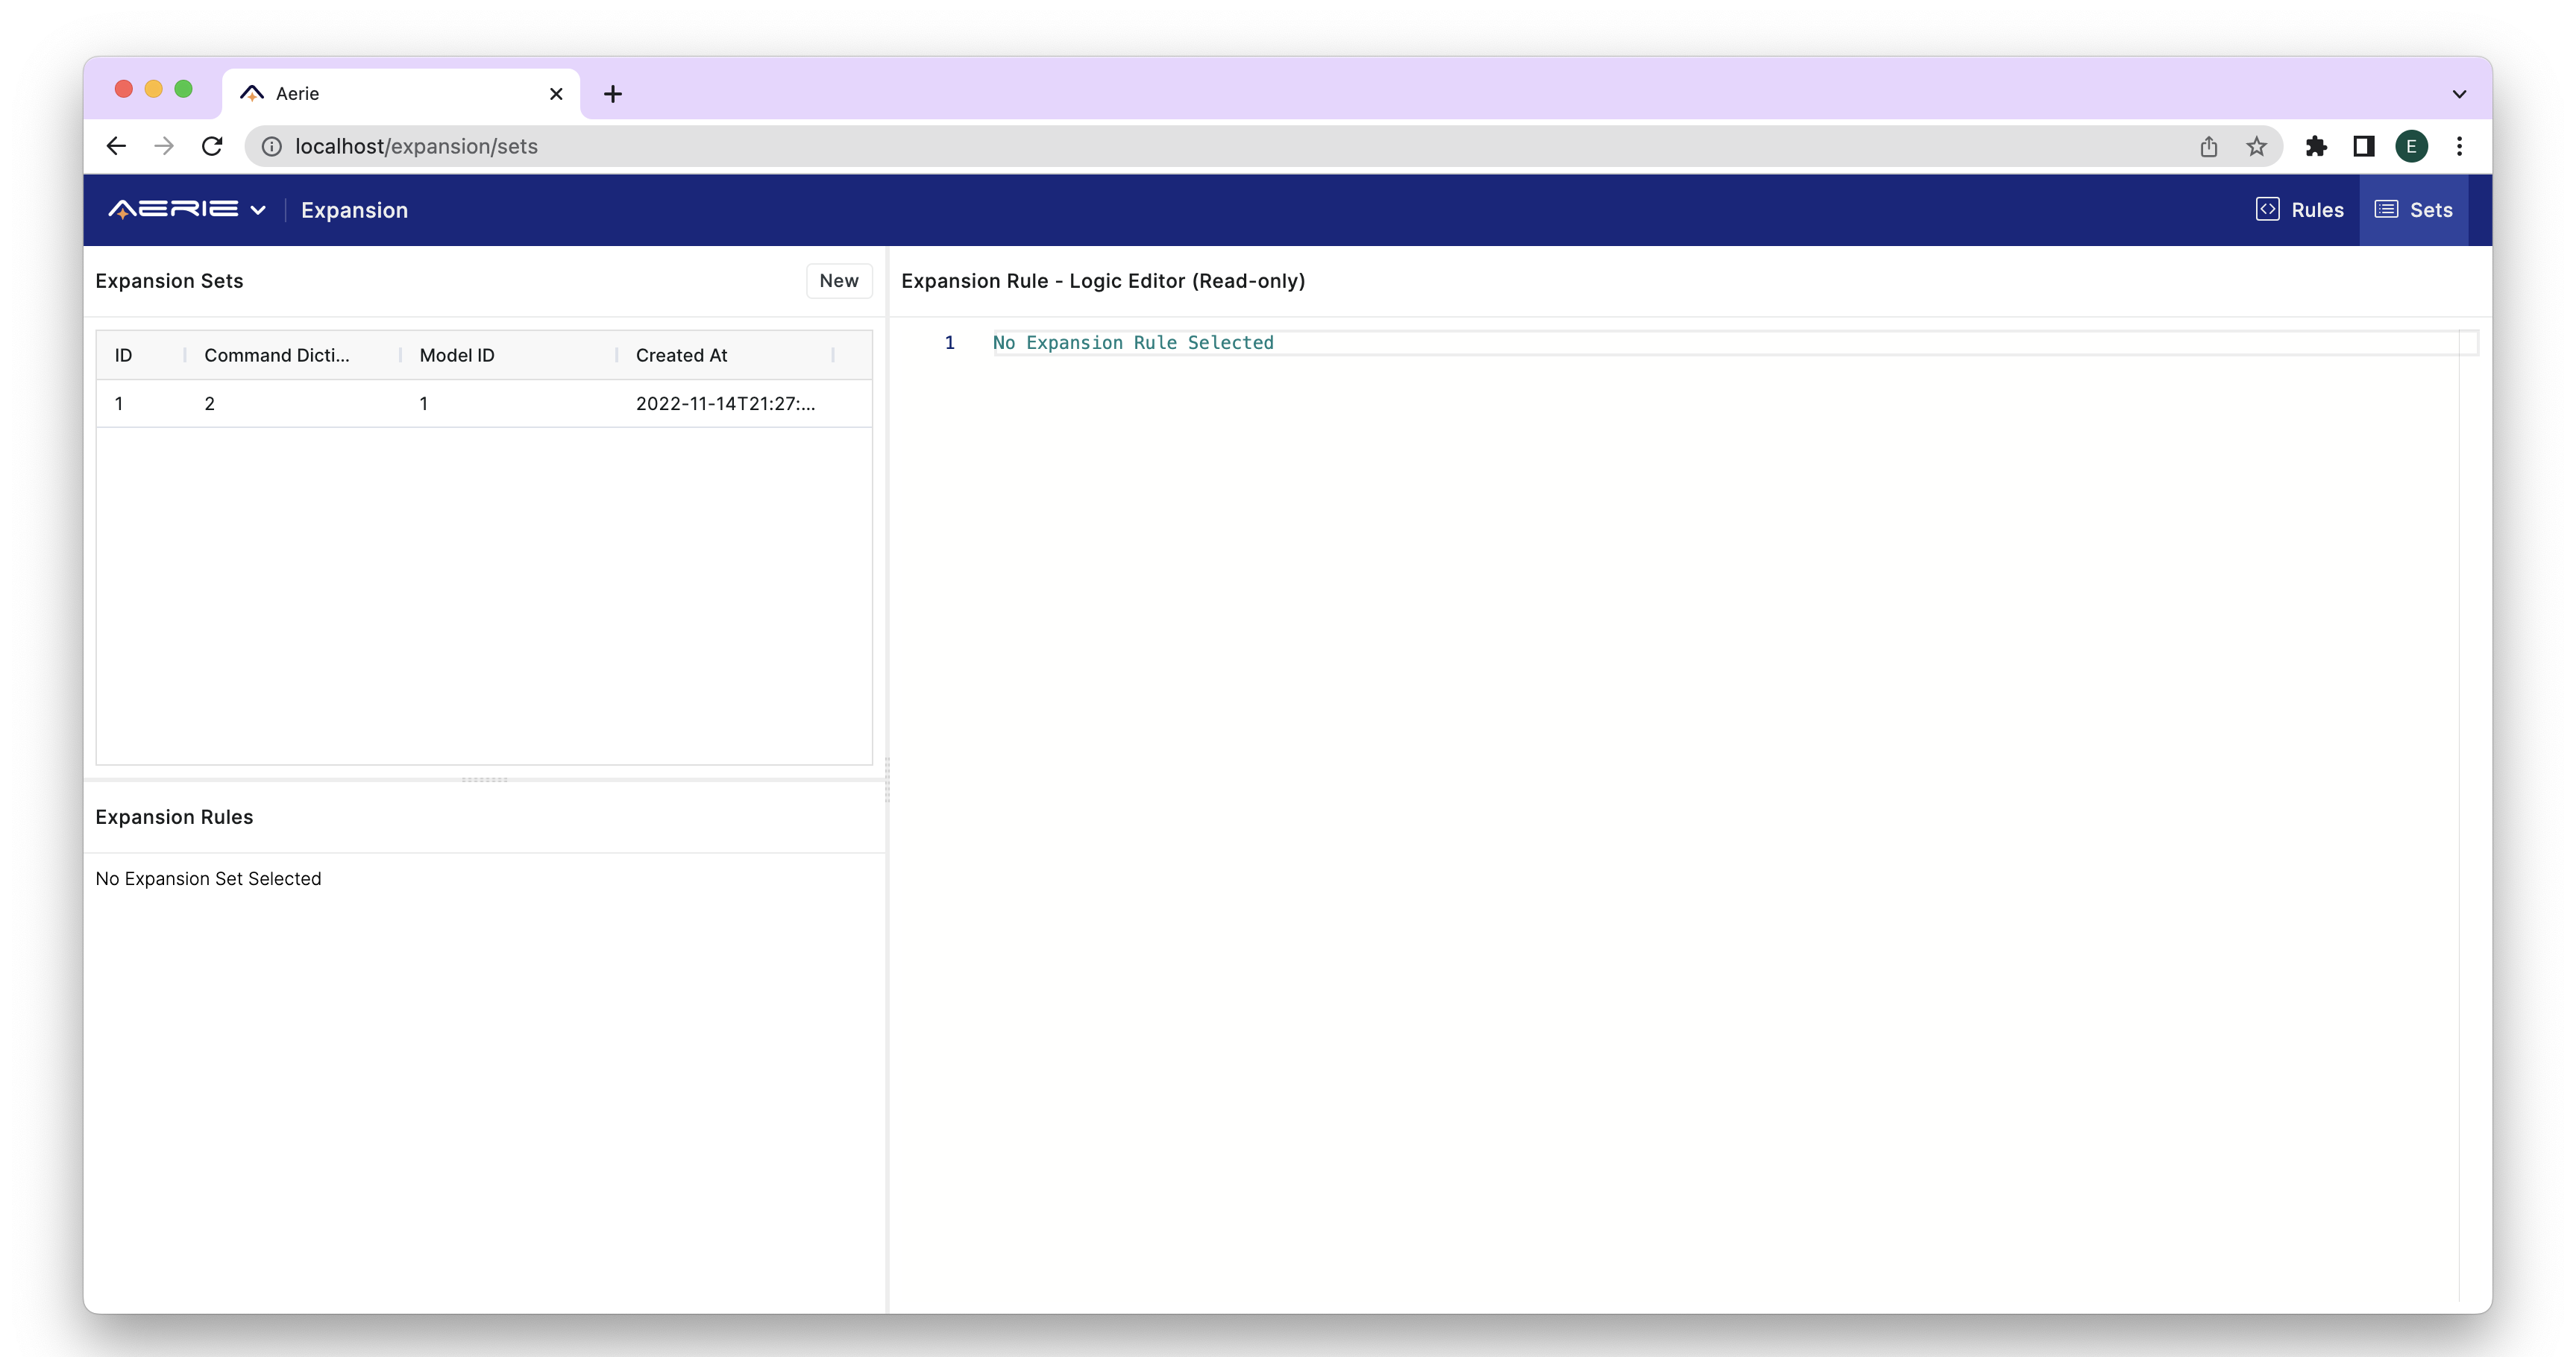 Aerie
localhost/expansion/sets
E
AERIE
Expansion
Rules
Sets
Expansion Sets
New
ID
Command Dicti...
Model ID
Created At
1
2
1
2022-11-14T21:27:...
Expansion Rules
No Expansion Set Selected
Expansion Rule - Logic Editor (Read-only)
1
No Expansion Rule Selected